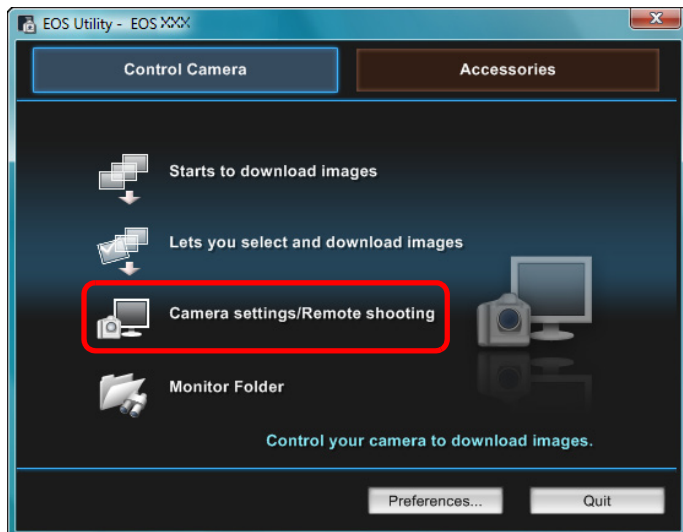 EOS Utility - EOS XXX
Control Camera
Accessories
Starts to download images
Lets you select and download images
Camera settings/Remote shooting
Monitor Folder
Control your camera to download images.
Preferences...
Quit